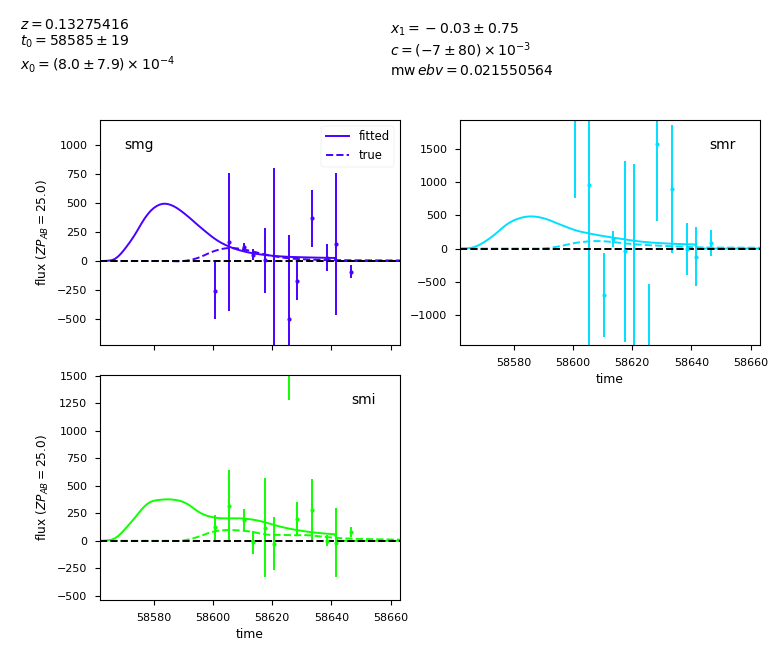 z = 0.13275416
t₀ = 58585 ± 19
x₀ = (8.0 ± 7.9) × 10⁻⁴
x₁ = −0.03 ± 0.75
c = (−7 ± 80) × 10⁻³
mw ebv = 0.021550564
smg
fitted
true
1000
750
500
250
0
−250
−500
flux (ZP_AB = 25.0)
smr
1500
1000
500
0
−500
−1000
58580 58600 58620 58640 58660
time
smi
1500
1250
1000
750
500
250
0
−250
−500
flux (ZP_AB = 25.0)
58580 58600 58620 58640 58660
time